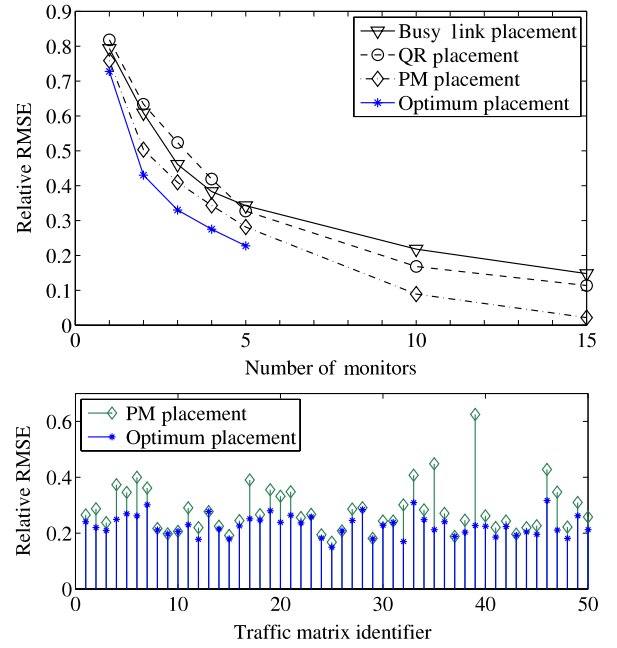 0.9
0.8
0.7
0.6
0.5
0.4
0.3
0.2
0.1
0
Relative RMSE
Busy link placement
QR placement
PM placement
Optimum placement
0 5 10 15
Number of monitors
0.6
0.4
0.2
0
Relative RMSE
PM placement
Optimum placement
0 10 20 30 40 50
Traffic matrix identifier